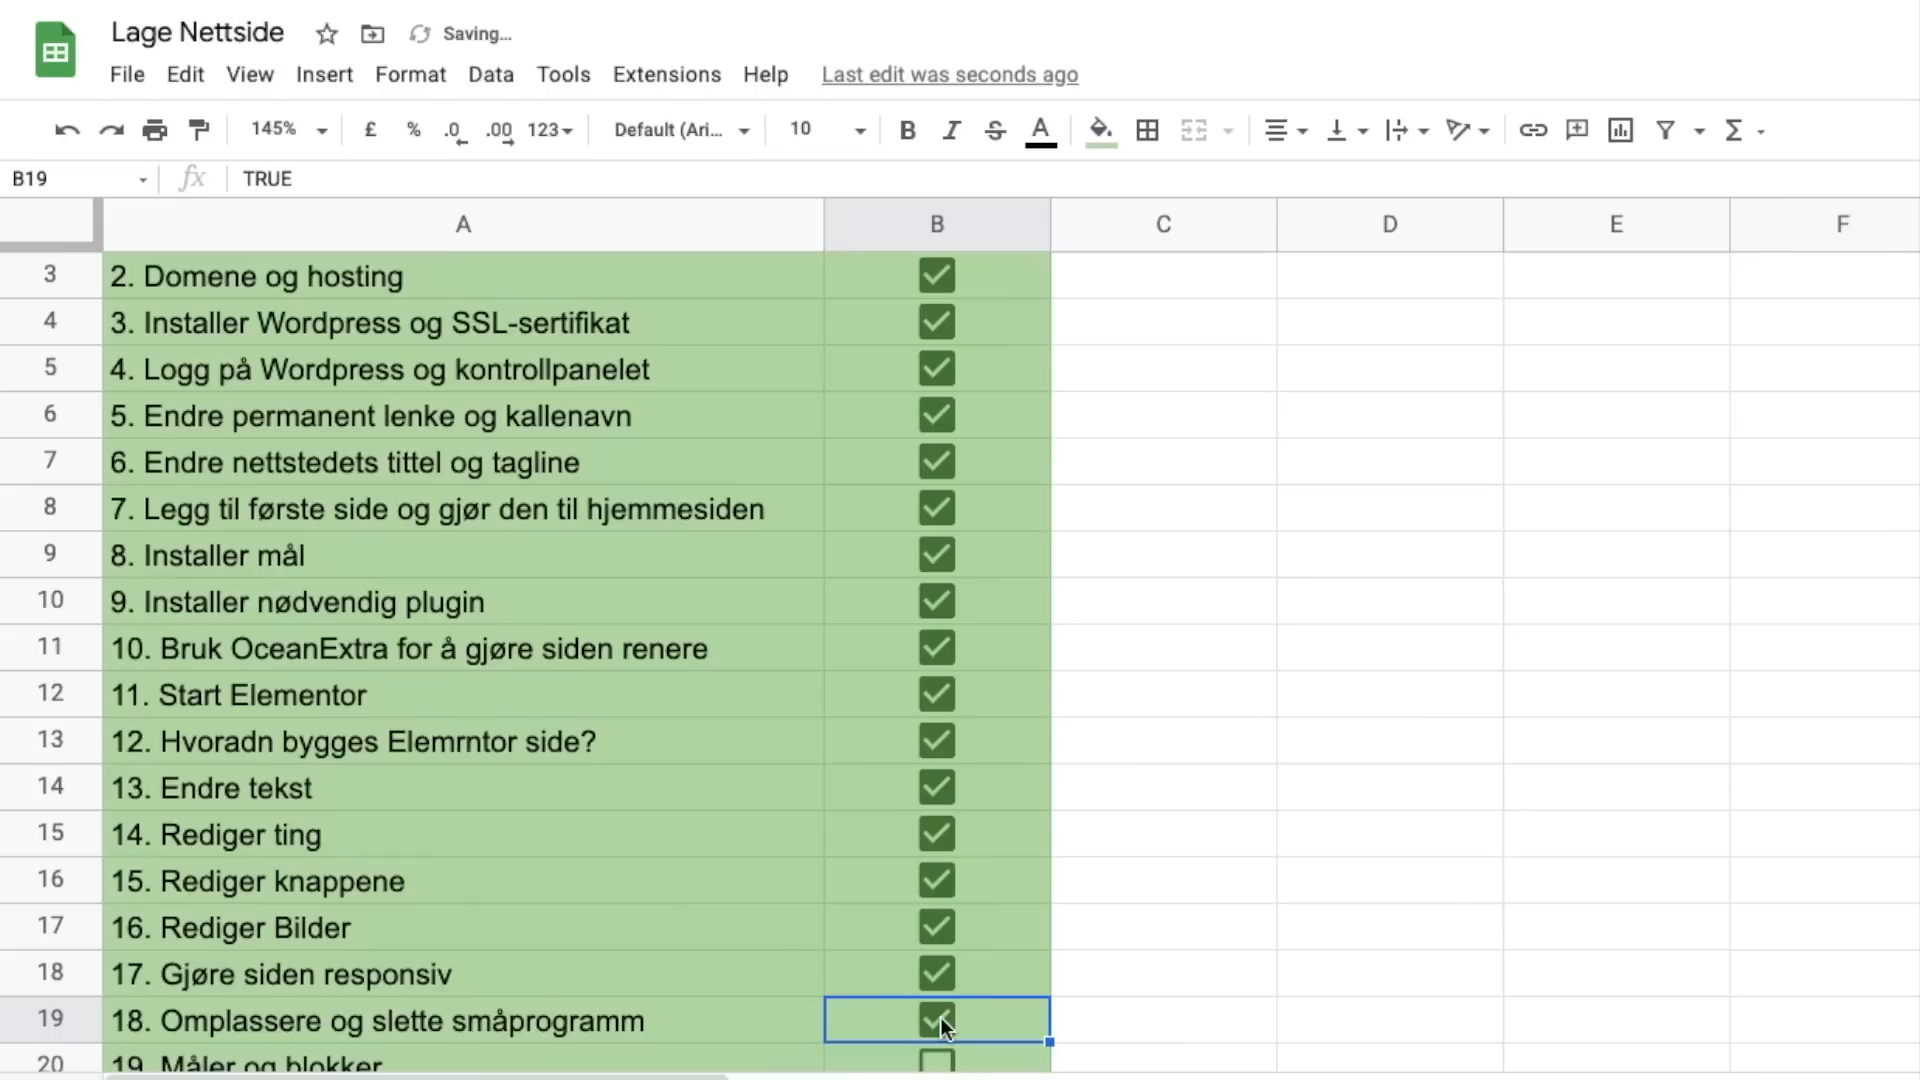 Lage Nettside Saving...
File Edit View Insert Format Data Tools Extensions Help Last edit was seconds ago
145% £ % .0 .00 123 Default (Ari... 10 B I S A Σ
B19 fx TRUE
A B C D E F
3 2. Domene og hosting
4 3. Installer Wordpress og SSL-sertifikat
5 4. Logg på Wordpress og kontrollpanelet
6 5. Endre permanent lenke og kallenavn
7 6. Endre nettstedets tittel og tagline
8 7. Legg til første side og gjør den til hjemmesiden
9 8. Installer mål
10 9. Installer nødvendig plugin
11 10. Bruk OceanExtra for å gjøre siden renere
12 11. Start Elementor
13 12. Hvoradn bygges Elemrntor side?
14 13. Endre tekst
15 14. Rediger ting
16 15. Rediger knappene
17 16. Rediger Bilder
18 17. Gjøre siden responsiv
19 18. Omplassere og slette småprogramm
20 19. Måler og blokker